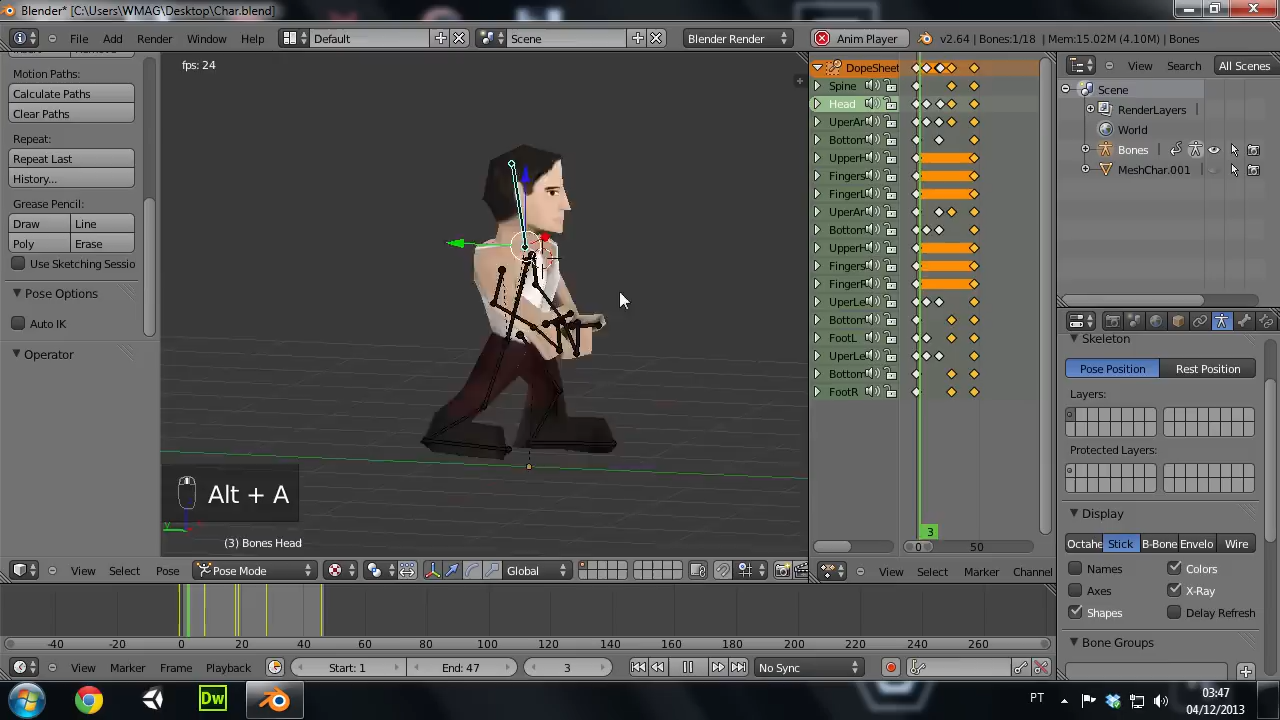 Blender* [C:\Users\WMAG\Desktop\Char.blend]
File Add Render Window Help Default Scene Blender Render Anim Player v2.64 | Bones:1/18 | Mem:15.02M (4.10M) | Bones
fps: 24
Motion Paths:
Calculate Paths
Clear Paths
Repeat:
Repeat Last
History...
Grease Pencil:
Draw Line
Poly Erase
Use Sketching Sessio
Pose Options
Auto IK
Operator
Alt + A
(3) Bones Head
View Select Pose Pose Mode Global
DopeSheet
Spine
Head
UperAr
Bottom
UpperH
Fingers
FingerL
UperAr
Bottom
UpperH
Fingers
FingerF
UperLe
Bottom
FootL
UperLe
Bottom
FootR
3
0 50
View Select Marker Channel
View Search All Scenes
Scene
RenderLayers
World
Bones
MeshChar.001
Skeleton
Pose Position Rest Position
Layers:
Protected Layers:
Display
Octahe Stick B-Bone Envelo Wire
Names Colors
Axes X-Ray
Shapes Delay Refresh
Bone Groups
-40 -20 0 20 40 60 80 100 120 140 160 180 200 220 240 260
View Marker Frame Playback Start: 1 End: 47 3 No Sync
Dw
PT
03:47
04/12/2013